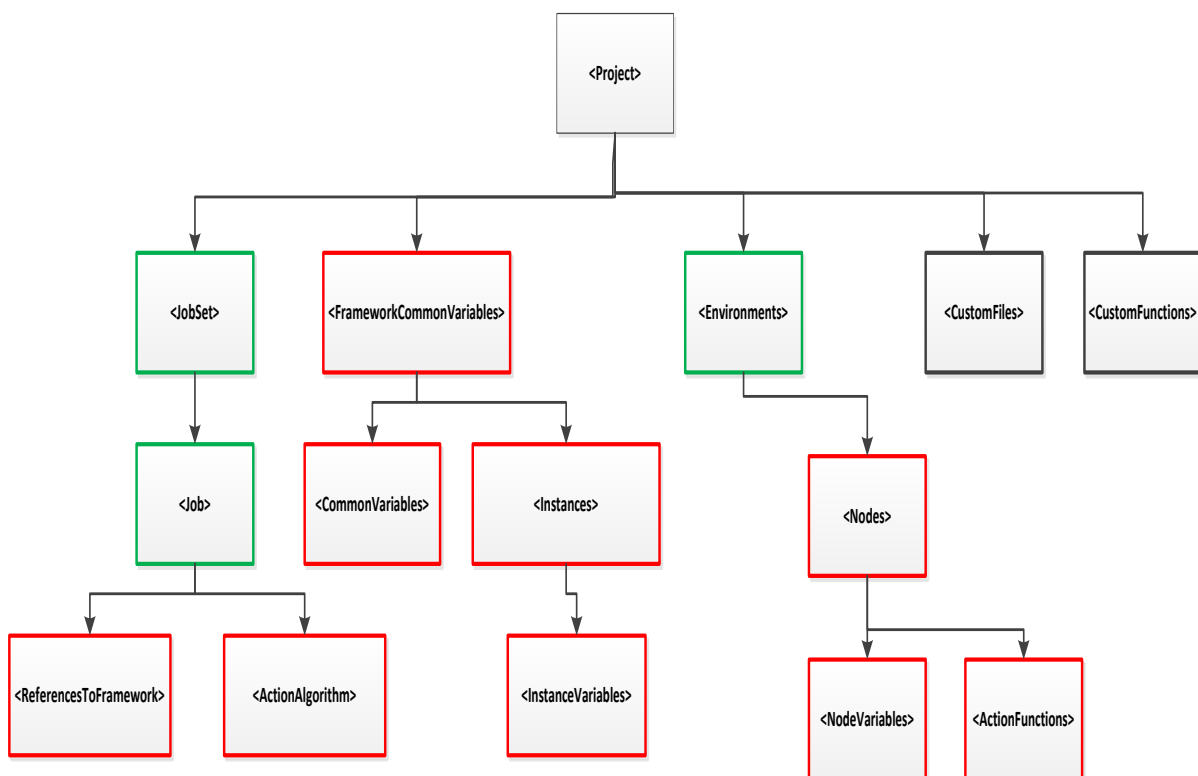 <Project>
<JobSet>
<FrameworkCommonVariables>
<Environments>
<CustomFiles>
<CustomFunctions>
<Job>
<CommonVariables>
<Instances>
<Nodes>
<ReferencesToFramework>
<ActionAlgorithm>
<InstanceVariables>
<NodeVariables>
<ActionFunctions>